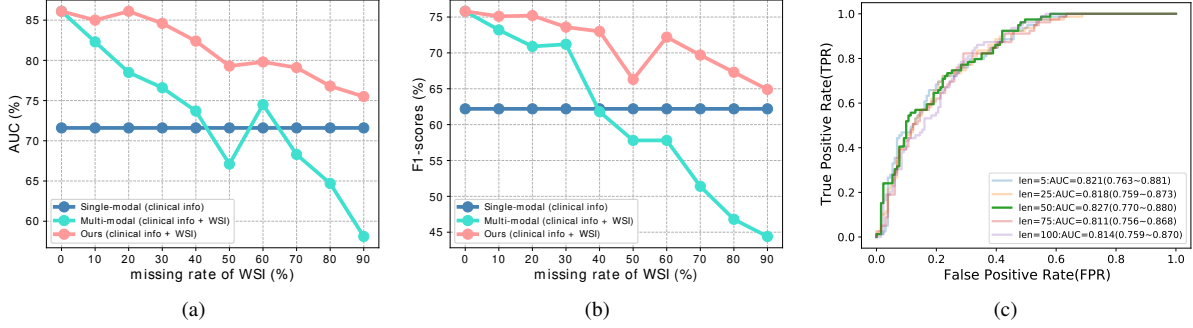 85
80
75
70
65
60
AUC (%)
Single-modal (clinical info)
Multi-modal (clinical info + WSI)
Ours (clinical info + WSI)
0 10 20 30 40 50 60 70 80 90
missing rate of WSI (%)
(a)
75
70
65
60
55
50
45
F1-scores (%)
Single-modal (clinical info)
Multi-modal (clinical info + WSI)
Ours (clinical info + WSI)
0 10 20 30 40 50 60 70 80 90
missing rate of WSI (%)
(b)
1.0
0.8
0.6
0.4
0.2
0.0
True Positive Rate(TPR)
len=5:AUC=0.821(0.763~0.881)
len=25:AUC=0.818(0.759~0.873)
len=50:AUC=0.827(0.770~0.880)
len=75:AUC=0.811(0.756~0.868)
len=100:AUC=0.814(0.759~0.870)
0.0 0.2 0.4 0.6 0.8 1.0
False Positive Rate(FPR)
(c)